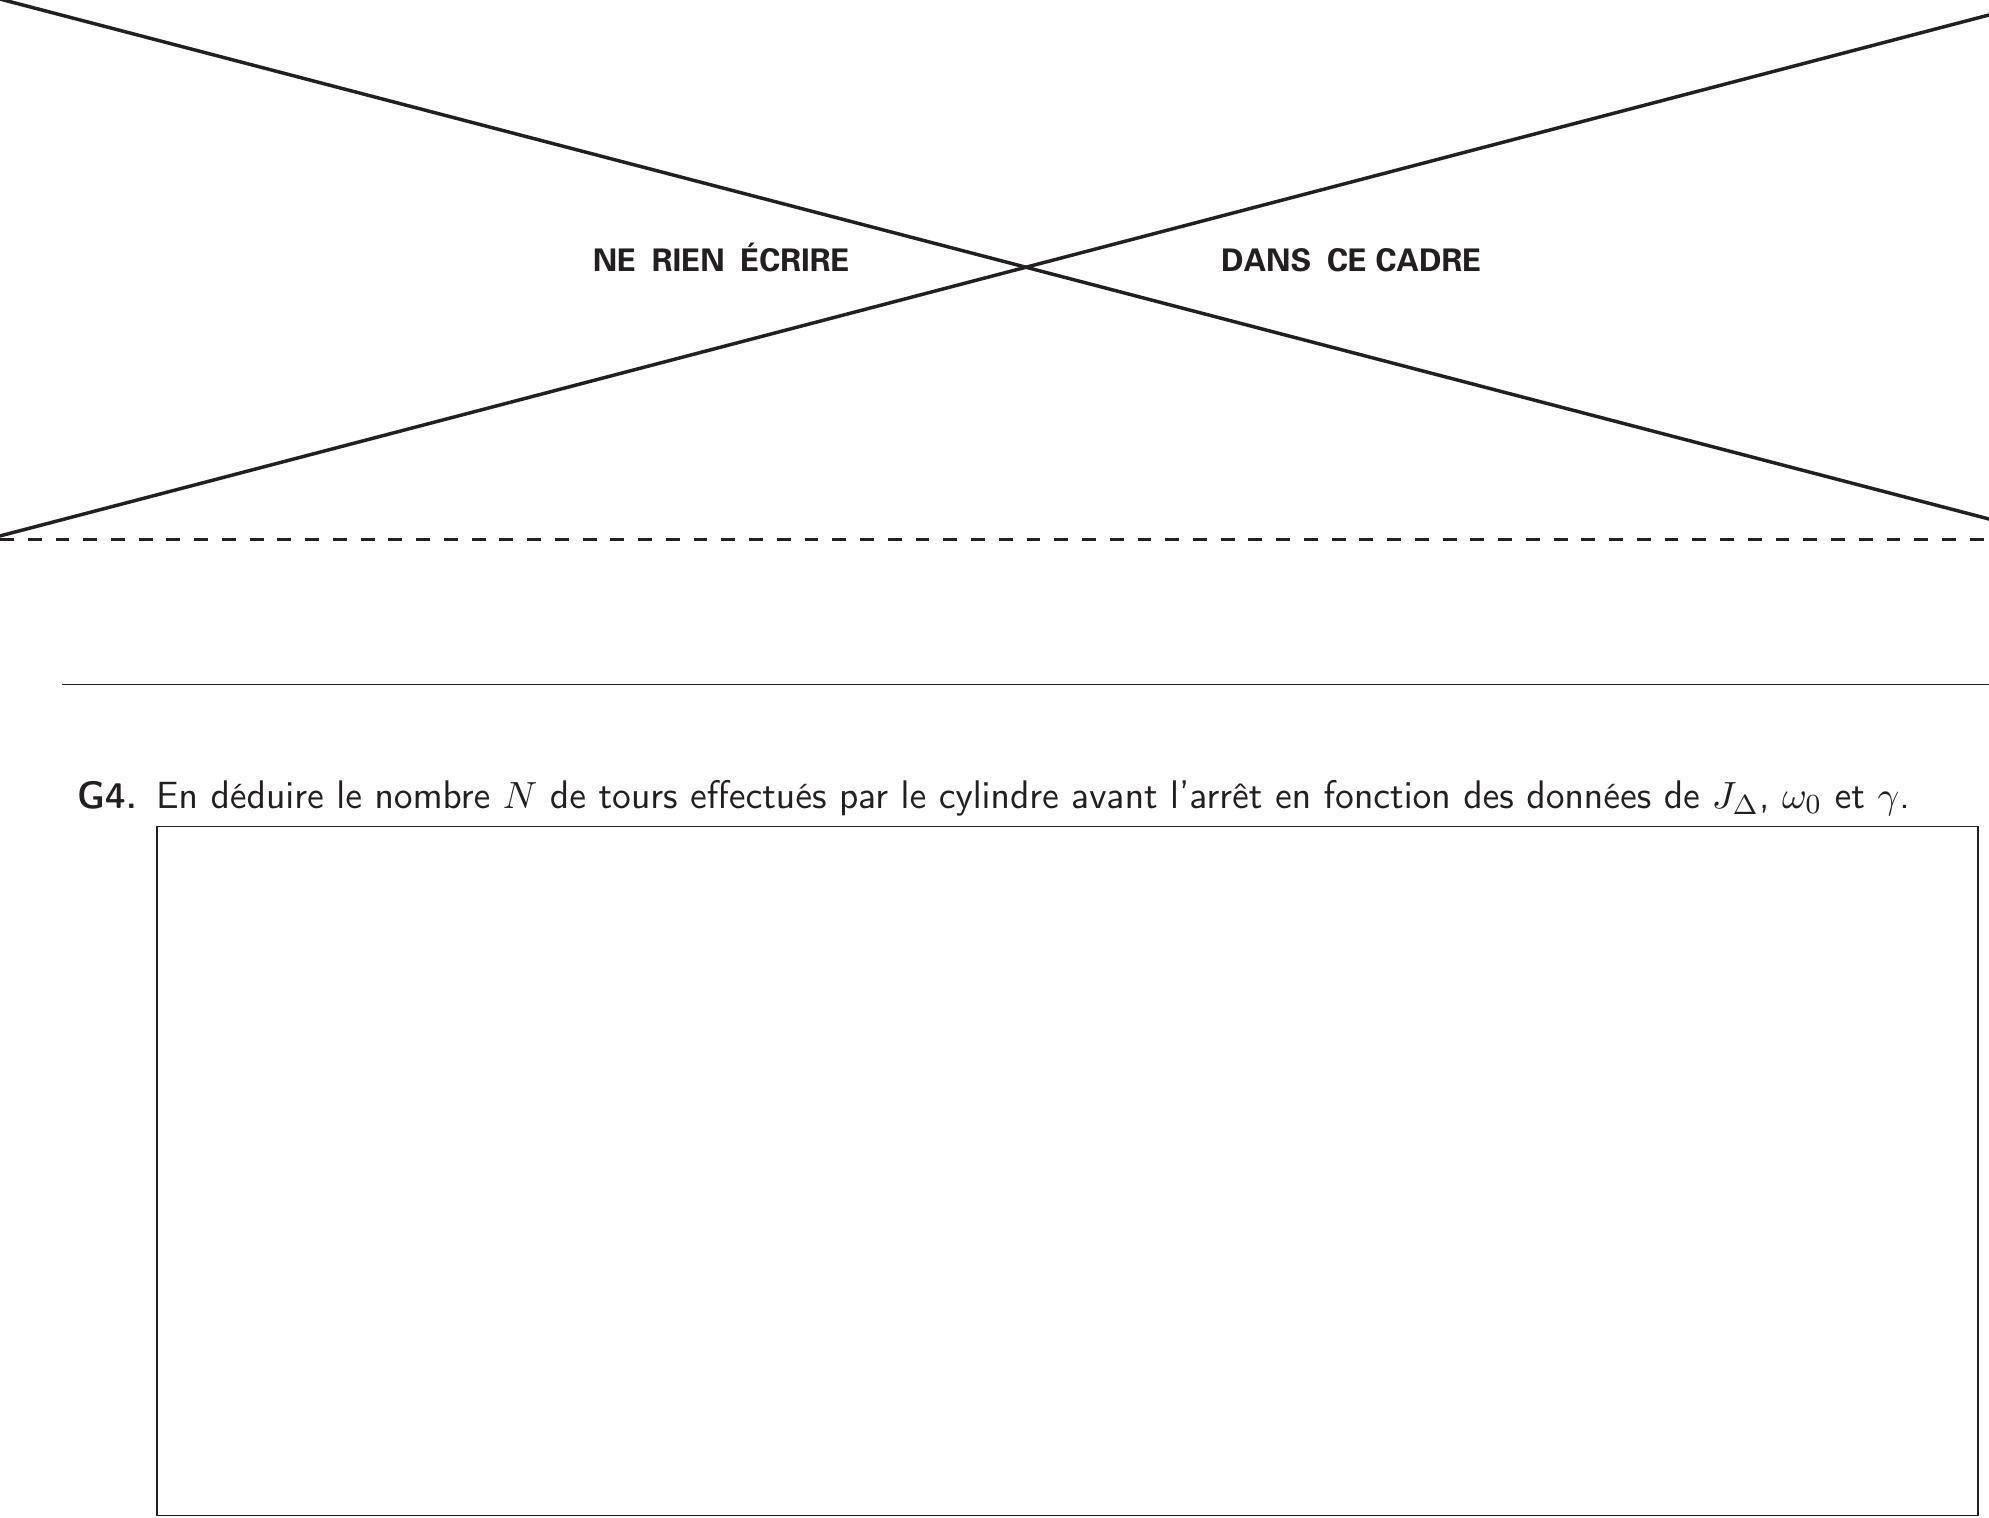 NE RIEN ÉCRIRE DANS CE CADRE
G4. En déduire le nombre N de tours effectués par le cylindre avant l'arrêt en fonction des données de J_Δ, ω₀ et γ.